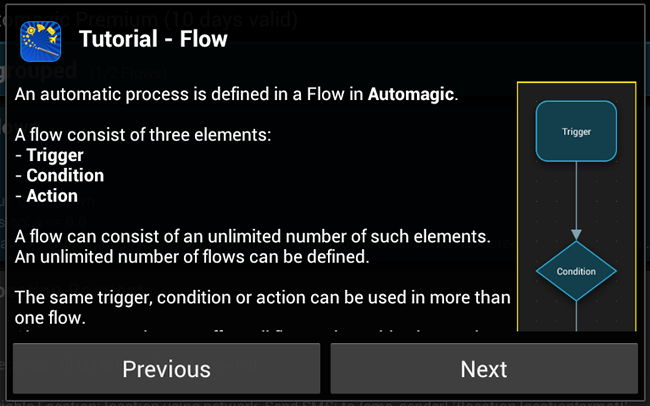 Tutorial - Flow
An automatic process is defined in a Flow in Automagic.
A flow consist of three elements:
- Trigger
- Condition
- Action
A flow can consist of an unlimited number of such elements.
An unlimited number of flows can be defined.
The same trigger, condition or action can be used in more than
one flow.
Trigger
Condition
Previous
Next